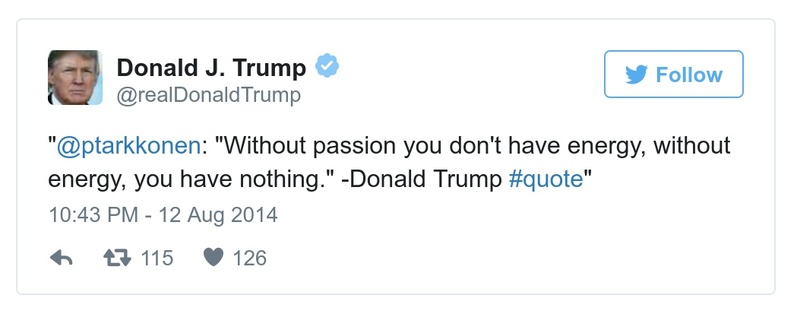 Donald J. Trump
@realDonaldTrump
Follow
"@ptarkkonen: "Without passion you don't have energy, without
energy, you have nothing." -Donald Trump #quote"
10:43 PM - 12 Aug 2014
115 126